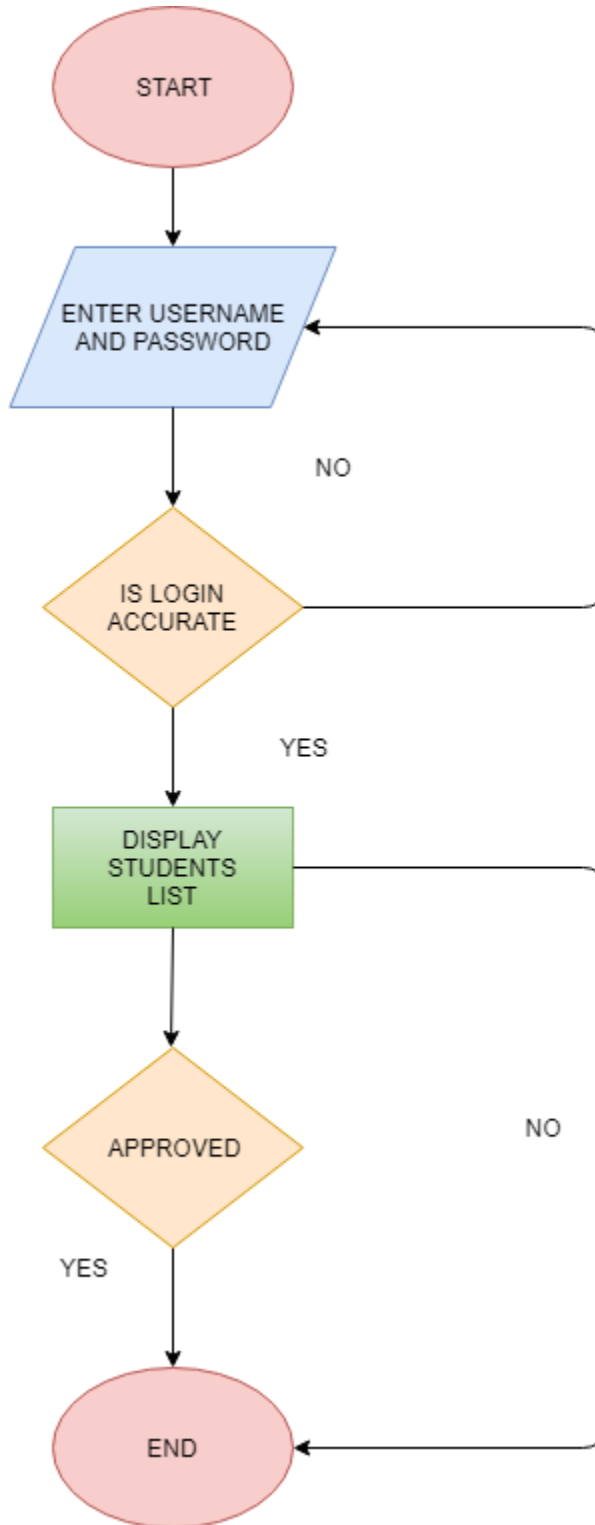 START
ENTER USERNAME
AND PASSWORD
NO
IS LOGIN
ACCURATE
YES
DISPLAY
STUDENTS
LIST
NO
APPROVED
YES
END